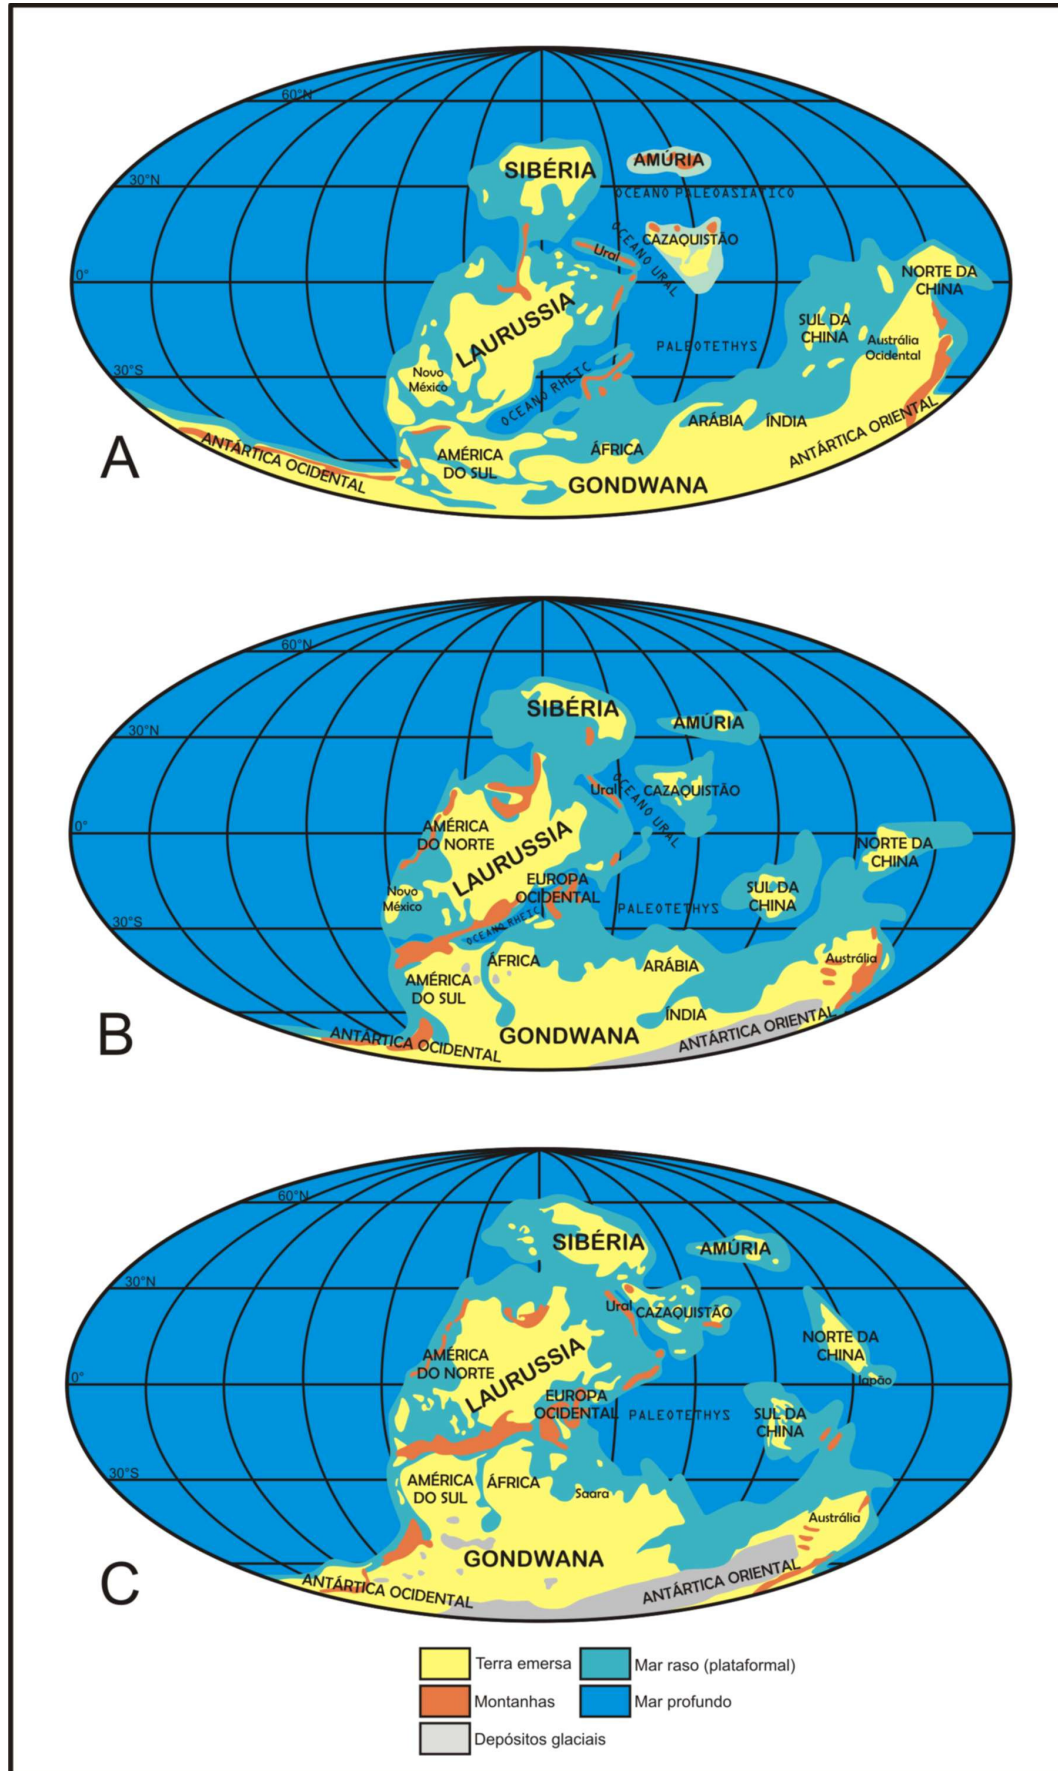 60°N
SIBÉRIA
AMÚRIA
30°N
OCEANO PALEOASIATICO
OCEANO URAL
Ural
CAZAQUISTÃO
0°
NORTE DA
CHINA
LAURUSSIA
SUL DA
CHINA
Austrália
Ocidental
PALEOTETHYS
30°S
Novo
México
OCEANO RHEIC
ARÁBIA
ÍNDIA
ANTÁRTICA ORIENTAL
ÁFRICA
AMÉRICA
DO SUL
ANTÁRTICA OCIDENTAL
GONDWANA
A
60°N
SIBÉRIA
AMÚRIA
30°N
OCEANO URAL
Ural
CAZAQUISTÃO
0°
AMÉRICA
DO NORTE
LAURUSSIA
NORTE DA
CHINA
EUROPA
OCIDENTAL
SUL DA
CHINA
Novo
México
PALEOTETHYS
OCEANO RHEIC
30°S
ÁFRICA
ARÁBIA
Austrália
AMÉRICA
DO SUL
ÍNDIA
ANTÁRTICA ORIENTAL
GONDWANA
ANTÁRTICA OCIDENTAL
B
60°N
SIBÉRIA
AMÚRIA
30°N
Ural
CAZAQUISTÃO
NORTE DA
CHINA
Japão
AMÉRICA
DO NORTE
LAURUSSIA
0°
EUROPA
OCIDENTAL
PALEOTETHYS
SUL DA
CHINA
30°S
AMÉRICA
DO SUL
ÁFRICA
Saara
Austrália
GONDWANA
ANTÁRTICA ORIENTAL
ANTÁRTICA OCIDENTAL
C
Terra emersa
Mar raso (plataformal)
Montanhas
Mar profundo
Depósitos glaciais